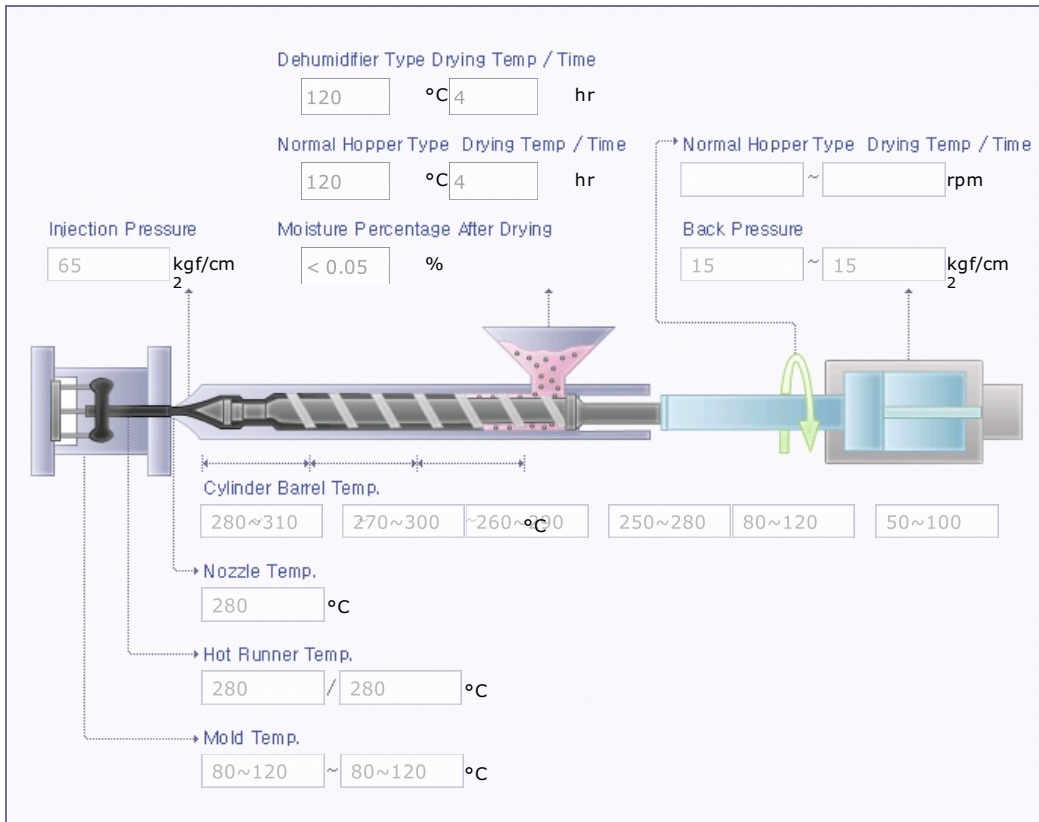 Dehumidifier Type Drying Temp / Time
120 °C 4 hr
Normal Hopper Type Drying Temp / Time
120 °C 4 hr
Normal Hopper Type Drying Temp / Time
~ rpm
Injection Pressure
65 kgf/cm
2
Moisture Percentage After Drying
< 0.05 %
Back Pressure
15 ~ 15 kgf/cm
2
Cylinder Barrel Temp.
280~310 ~ 270~300 ~ 260~290 °C 250~280 80~120 50~100
Nozzle Temp.
280 °C
Hot Runner Temp.
280 / 280 °C
Mold Temp.
80~120 ~ 80~120 °C